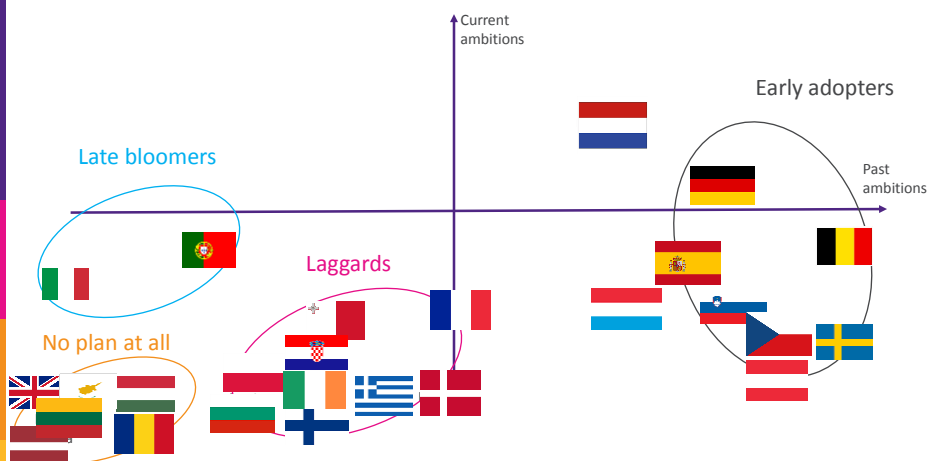 Current
ambitions
Early adopters
Late bloomers
Past
ambitions
Laggards
No plan at all